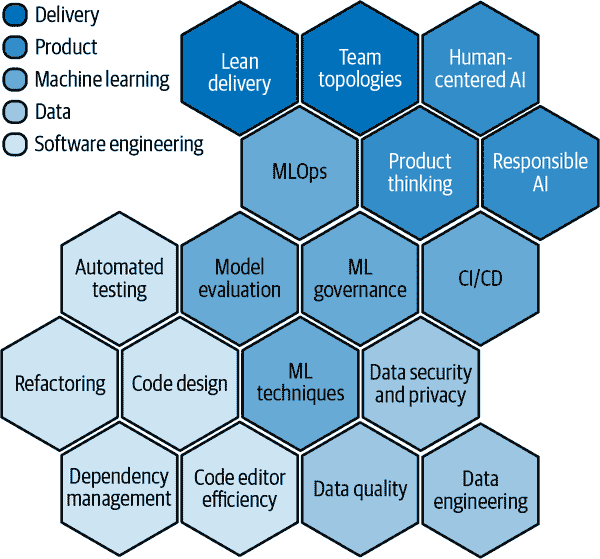 Delivery
Product
Machine learning
Data
Software engineering
Lean
delivery
Team
topologies
Human-
centered AI
MLOps
Product
thinking
Responsible
AI
Automated
testing
Model
evaluation
ML
governance
CI/CD
Refactoring
Code design
ML
techniques
Data security
and privacy
Dependency
management
Code editor
efficiency
Data quality
Data
engineering